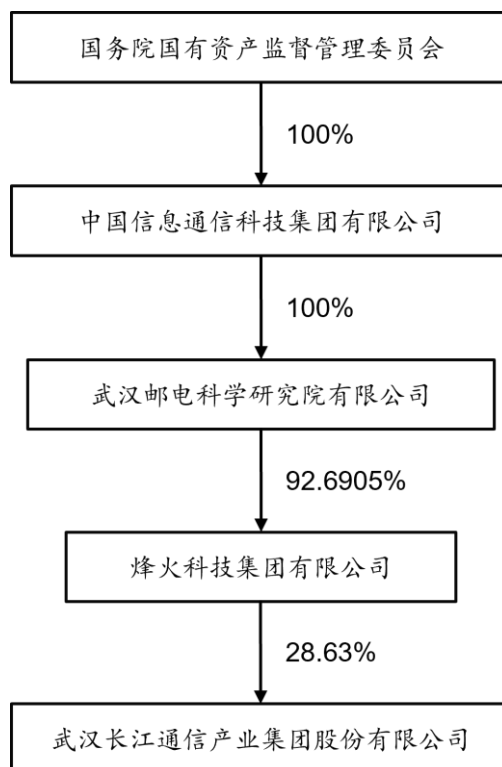 国务院国有资产监督管理委员会
100%
中国信息通信科技集团有限公司
100%
武汉邮电科学研究院有限公司
92.6905%
烽火科技集团有限公司
28.63%
武汉长江通信产业集团股份有限公司